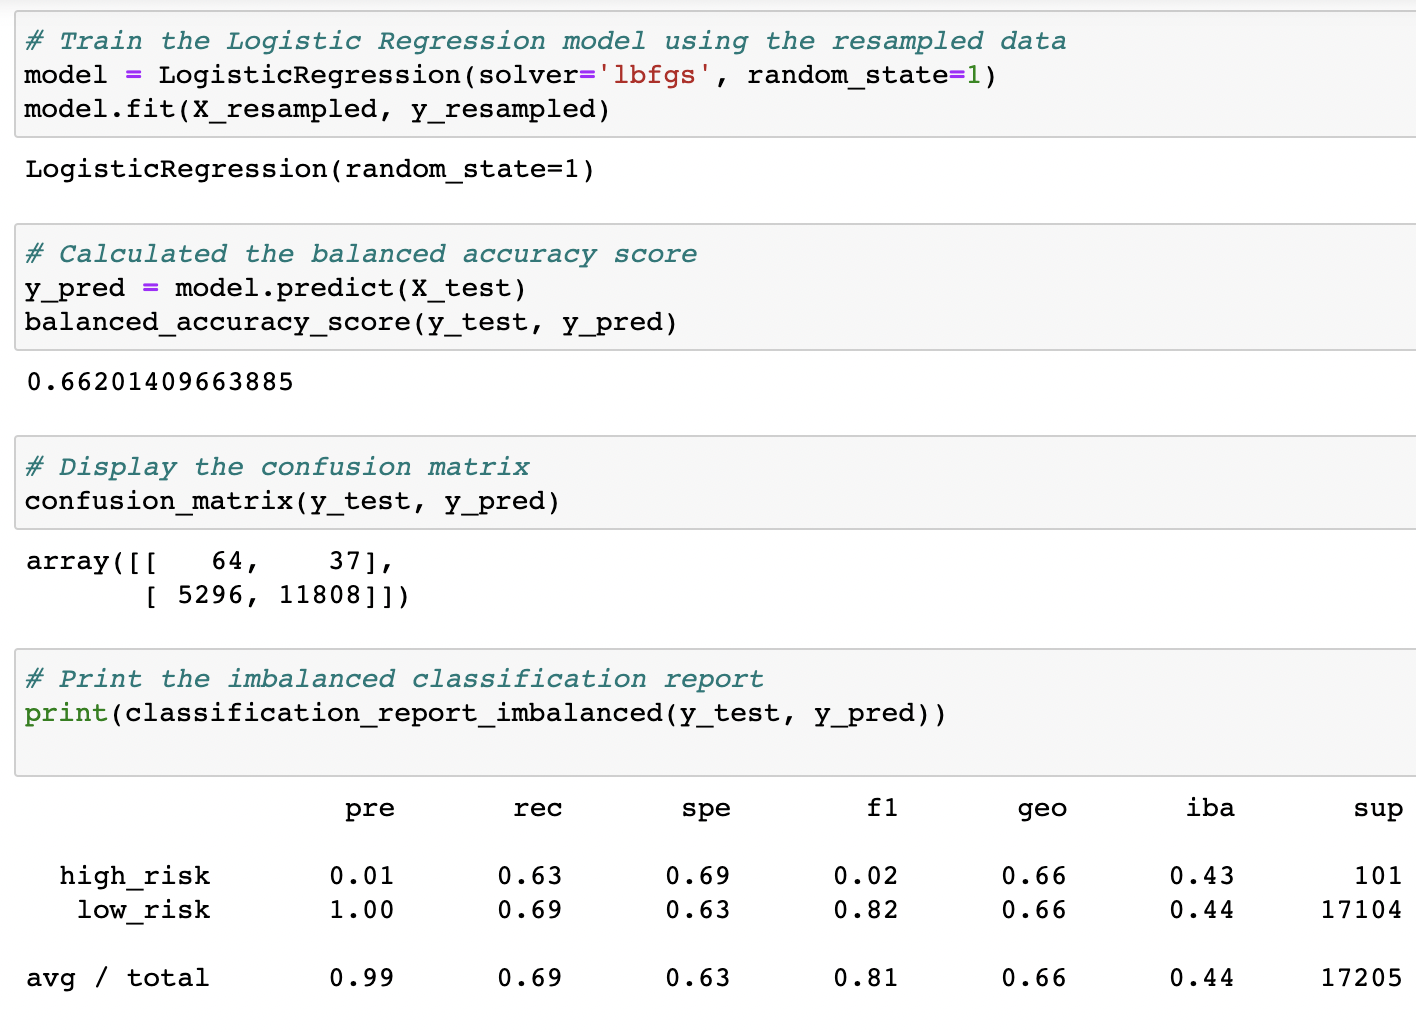 # Train the Logistic Regression model using the resampled data
model = LogisticRegression(solver='lbfgs', random_state=1)
model.fit(X_resampled, y_resampled)
LogisticRegression(random_state=1)
# Calculated the balanced accuracy score
y_pred = model.predict(X_test)
balanced_accuracy_score(y_test, y_pred)
0.66201409663885
# Display the confusion matrix
confusion_matrix(y_test, y_pred)
array([[   64,    37],
       [ 5296, 11808]])
# Print the imbalanced classification report
print(classification_report_imbalanced(y_test, y_pred))
                   pre       rec       spe        f1       geo       iba       sup
  high_risk       0.01      0.63      0.69      0.02      0.66      0.43       101
   low_risk       1.00      0.69      0.63      0.82      0.66      0.44     17104
avg / total       0.99      0.69      0.63      0.81      0.66      0.44     17205